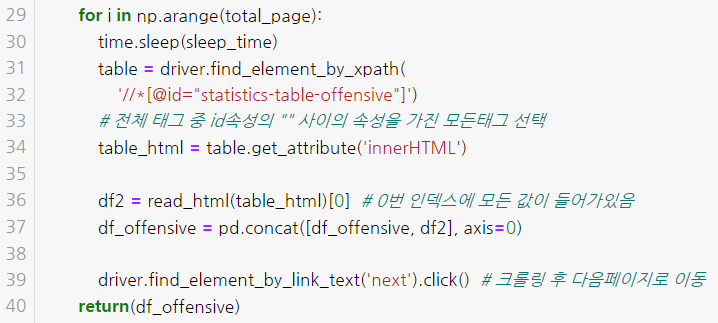 29 for i in np.arange(total_page):
30 time.sleep(sleep_time)
31 table = driver.find_element_by_xpath(
32 '//*[@id="statistics-table-offensive"]')
33 # 전체 태그 중 id속성의 "" 사이의 속성을 가진 모든태그 선택
34 table_html = table.get_attribute('innerHTML')
35
36 df2 = read_html(table_html)[0] # 0번 인덱스에 모든 값이 들어가있음
37 df_offensive = pd.concat([df_offensive, df2], axis=0)
38
39 driver.find_element_by_link_text('next').click() # 크롤링 후 다음페이지로 이동
40 return(df_offensive)